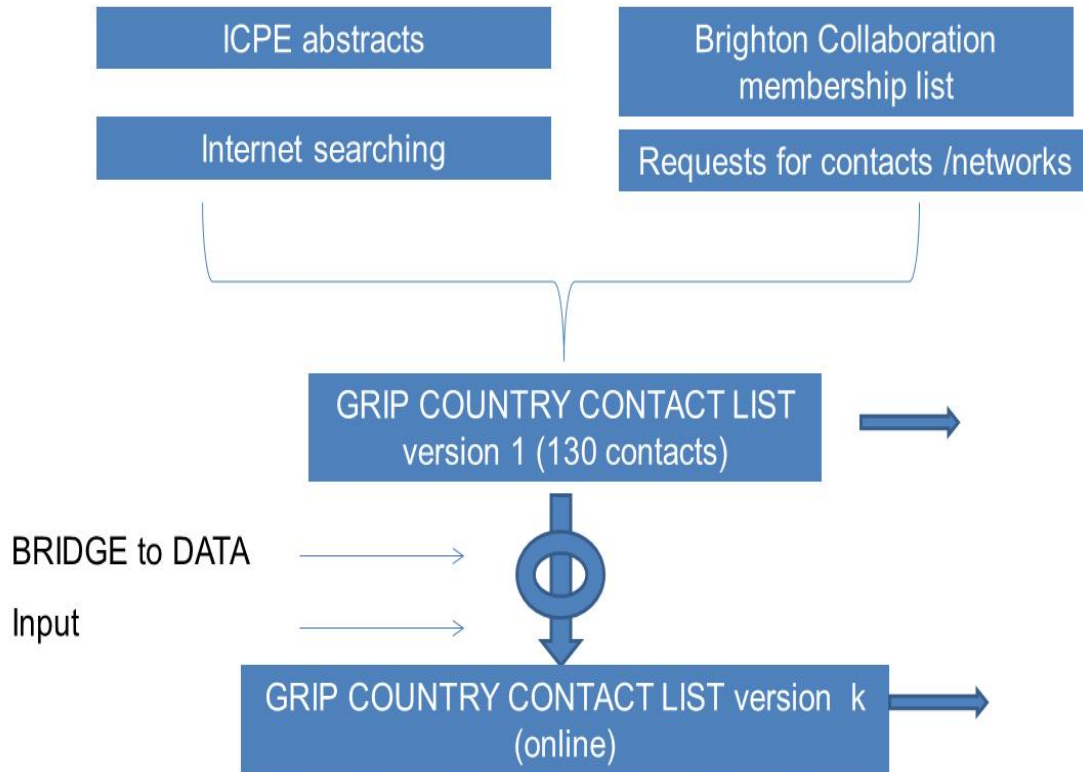 ICPE abstracts
Brighton Collaboration
membership list
Internet searching
Requests for contacts /networks
GRIP COUNTRY CONTACT LIST
version 1 (130 contacts)
BRIDGE to DATA
Input
GRIP COUNTRY CONTACT LIST version k
(online)